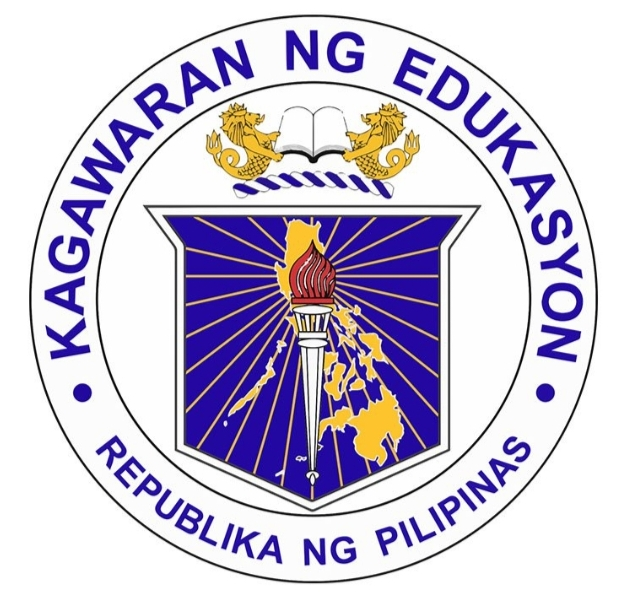 KAGAWARAN NG EDUKASYON
REPUBLIKA NG PILIPINAS